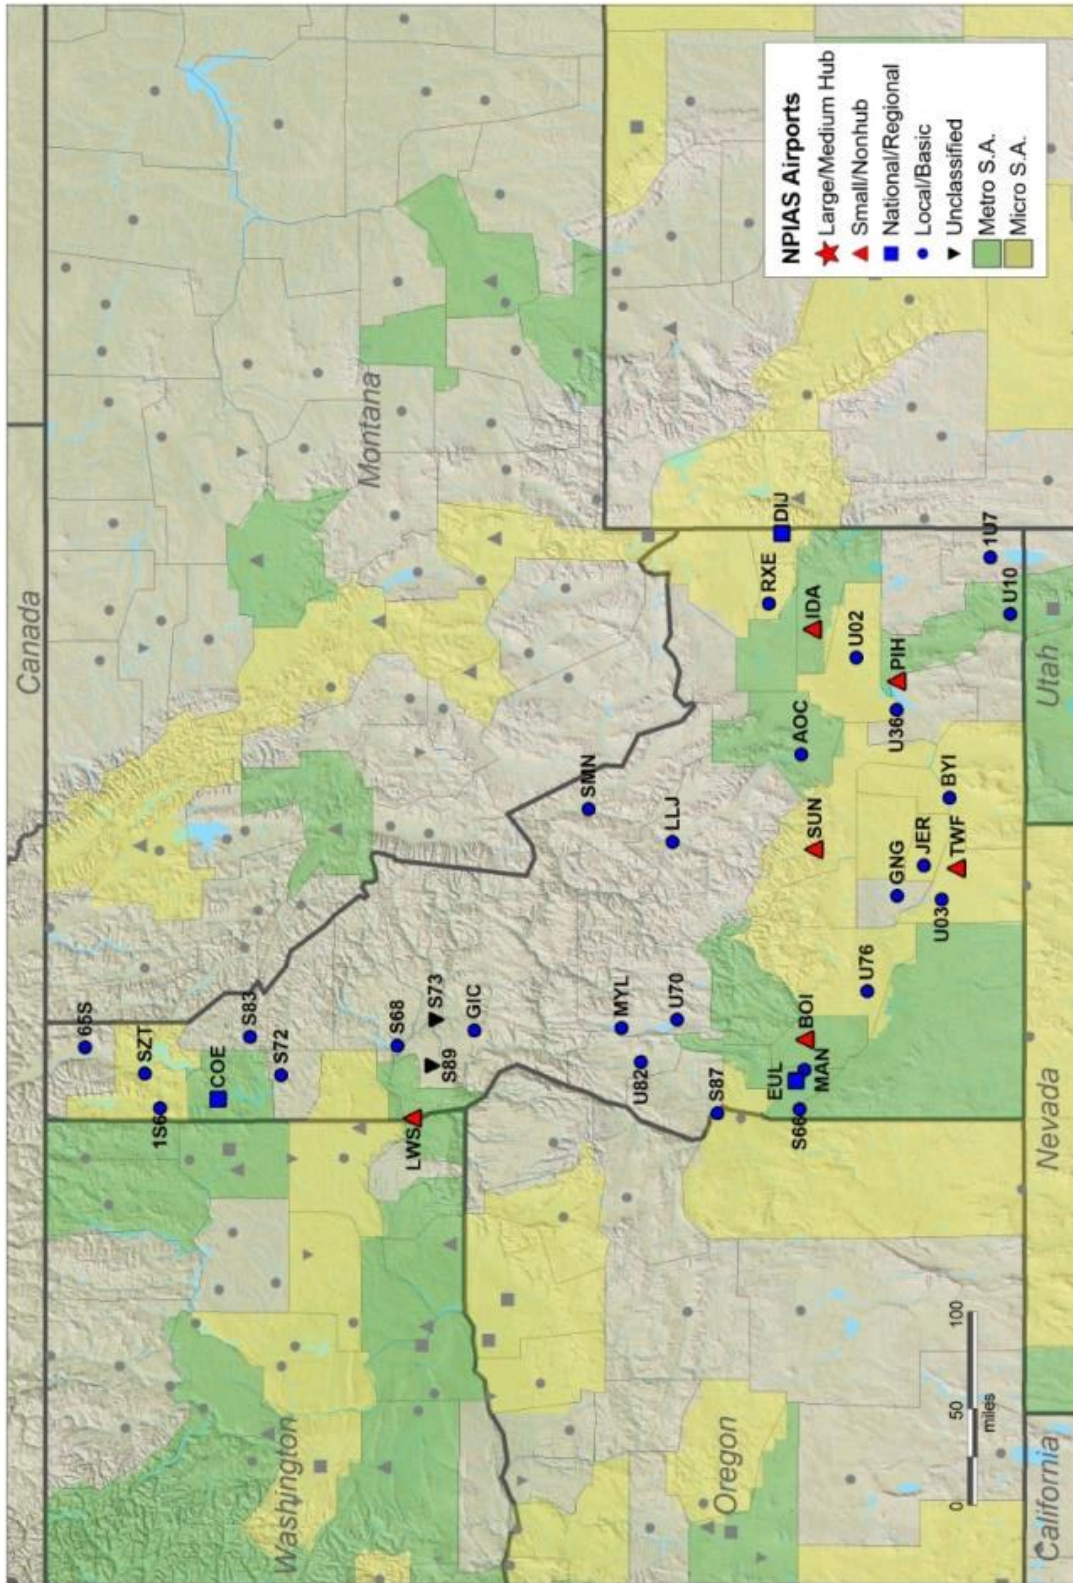 Canada
Washington
Montana
Oregon
California
Nevada
Utah
65S
SZT
1S6
COE
S83
S72
S68
LWS
S89
S73
GIC
SMN
MYL
U82
U70
LLJ
S87
DIJ
RXE
EUL
S66
MAN
BOI
SUN
AOC
IDA
U76
U02
GNG
U36
PIH
JER
U03
TWF
BYI
1U7
U10
NPIAS Airports
Large/Medium Hub
Small/Nonhub
National/Regional
Local/Basic
Unclassified
Metro S.A.
Micro S.A.
0 50 100
miles